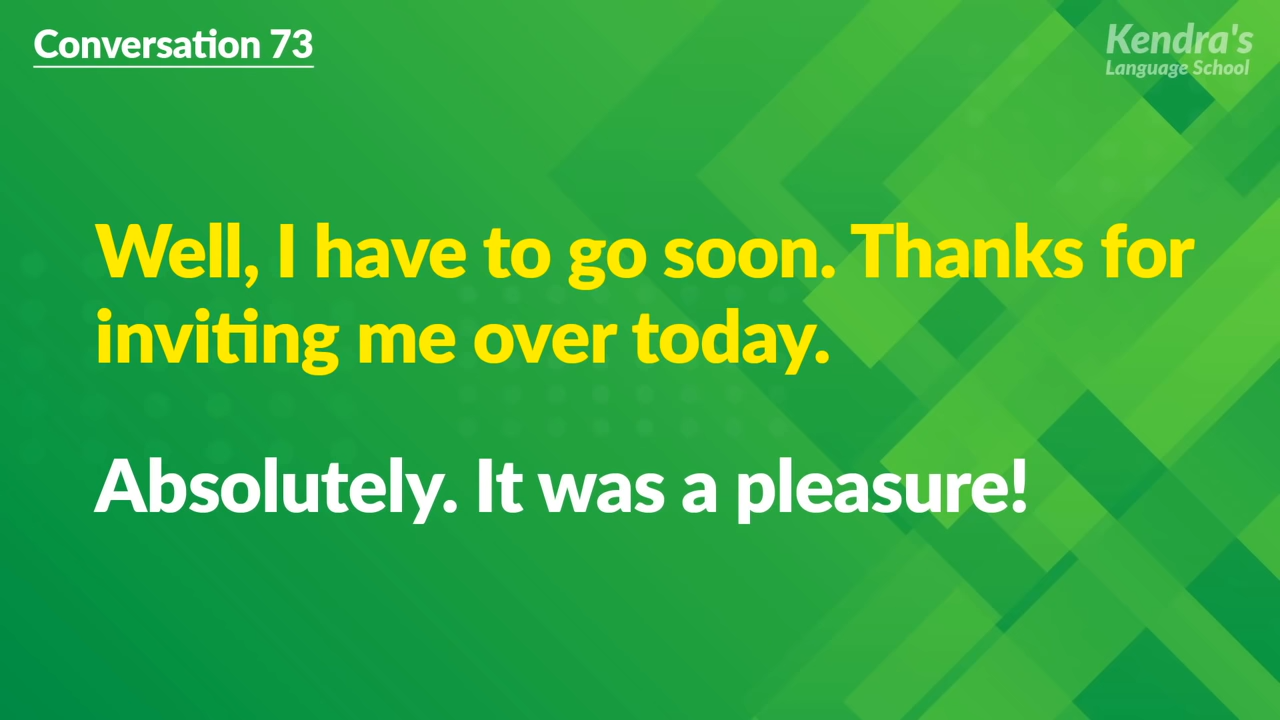 Conversation 73
Kendra's
Language School
Well, I have to go soon. Thanks for
inviting me over today.
Absolutely. It was a pleasure!